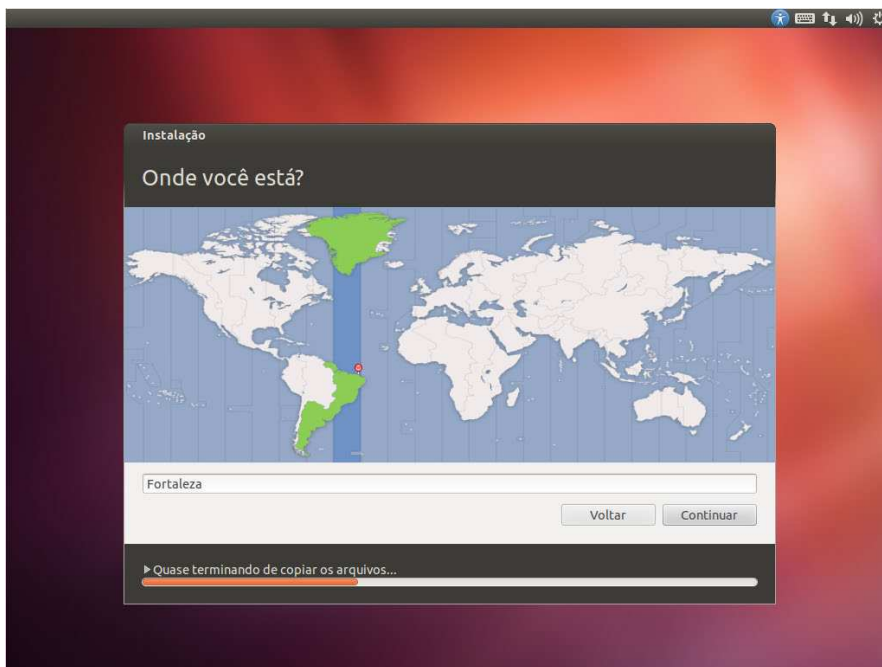 Instalação
Onde você está?
Fortaleza
Voltar
Continuar
Quase terminando de copiar os arquivos...